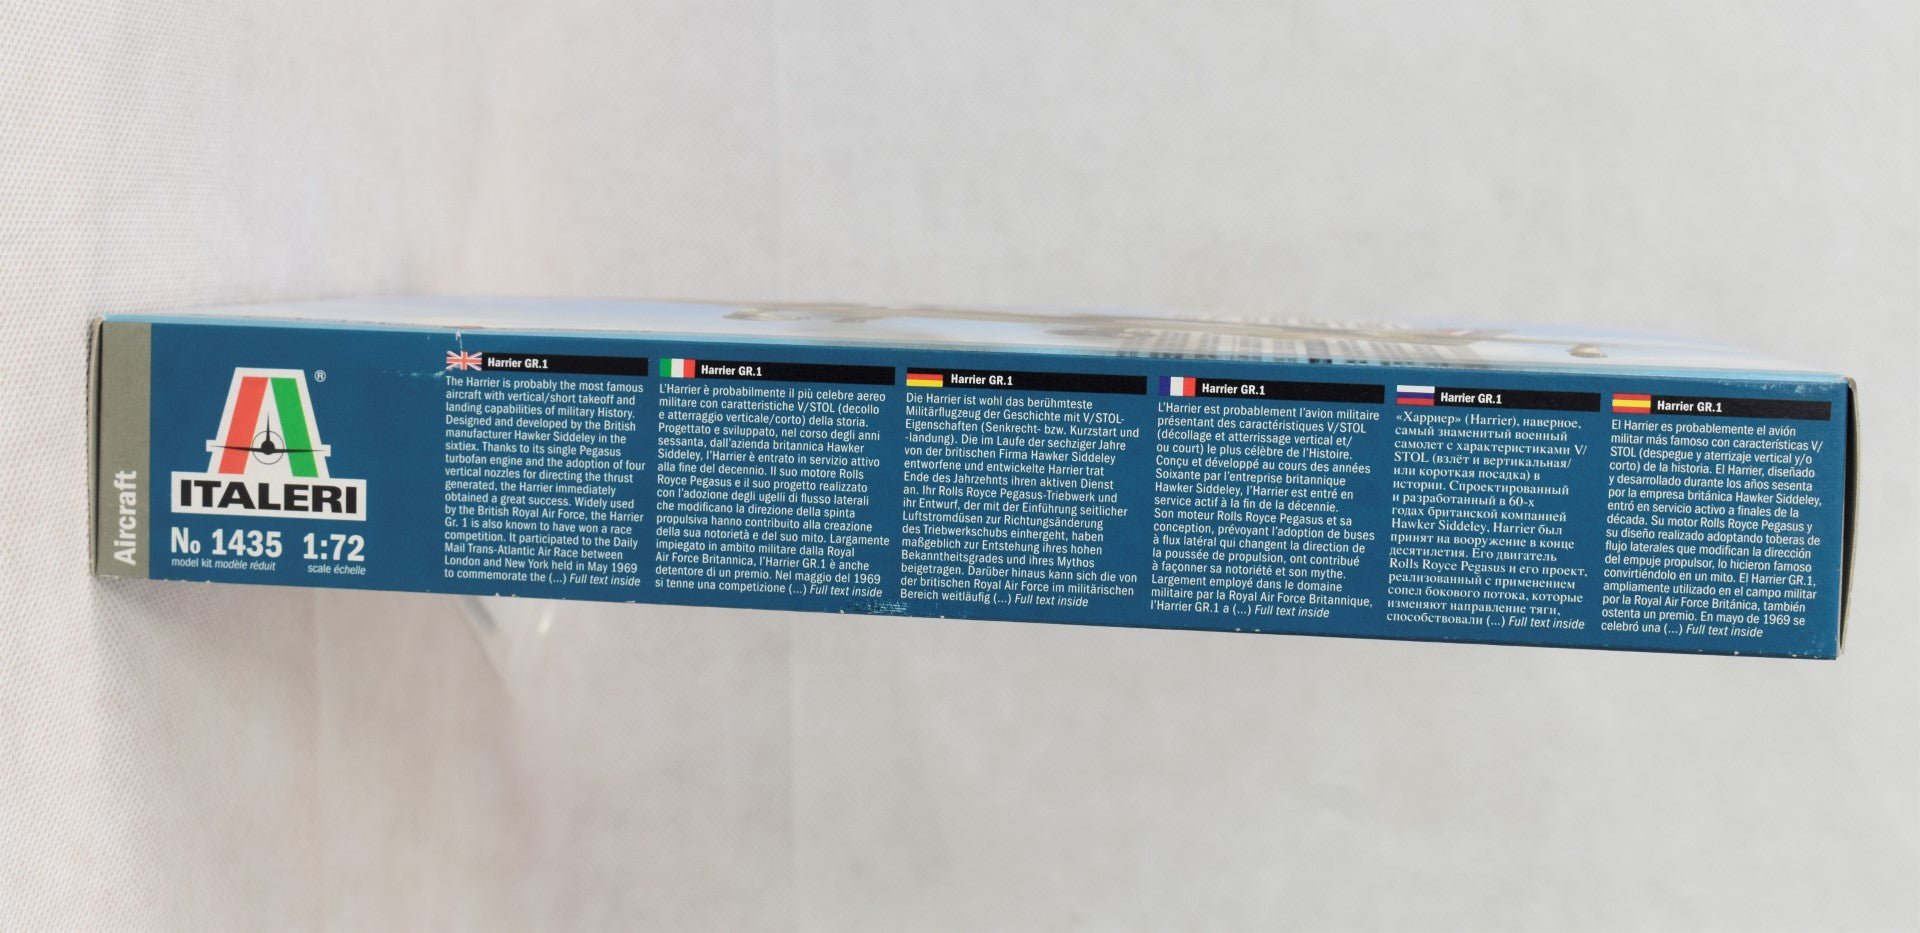 Aircraft
®
ITALERI
No 1435 1:72
model kit modèle réduit scale échelle
Harrier GR.1
The Harrier is probably the most famous
aircraft with vertical/short takeoff and
landing capabilities of military History.
Designed and developed by the British
manufacturer Hawker Siddeley in the
sixtiex. Thanks to its single Pegasus
turbofan engine and the adoption of four
vertical nozzles for directing the thrust
generated, the Harrier immediately
obtained a great success. Widely used
by the British Royal Air Force, the Harrier
Gr. 1 is also known to have won a race
competition. It participated to the Daily
Mail Trans-Atlantic Air Race between
London and New York held in May 1969
to commemorate the (...) Full text inside
Harrier GR.1
L'Harrier è probabilmente il più celebre aereo
militare con caratteristiche V/STOL (decollo
e atterraggio verticale/corto) della storia.
Progettato e sviluppato, nel corso degli anni
sessanta, dall'azienda britannica Hawker
Siddeley, l'Harrier è entrato in servizio attivo
alla fine del decennio. Il suo motore Rolls
Royce Pegasus e il suo progetto realizzato
con l'adozione degli ugelli di flusso laterali
che modificano la direzione della spinta
propulsiva hanno contribuito alla creazione
della sua notorietà e del suo mito. Largamente
impiegato in ambito militare dalla Royal
Air Force Britannica, l'Harrier GR.1 è anche
detentore di un premio. Nel maggio del 1969
si tenne una competizione (...) Full text inside
Harrier GR.1
Die Harrier ist wohl das berühmteste
Militärflugzeug der Geschichte mit V/STOL-
Eigenschaften (Senkrecht- bzw. Kurzstart und
-landung). Die im Laufe der sechziger Jahre
von der britischen Firma Hawker Siddeley
entworfene und entwickelte Harrier trat
Ende des Jahrzehnts ihren aktiven Dienst
an. Ihr Rolls Royce Pegasus-Triebwerk und
ihr Entwurf, der mit der Einführung seitlicher
Luftstromdüsen zur Richtungsänderung
des Triebwerkschubs einhergeht, haben
maßgeblich zur Entstehung ihres hohen
Bekanntheitsgrades und ihres Mythos
beigetragen. Darüber hinaus kann sich die von
der britischen Royal Air Force im militärischen
Bereich weitläufig (...) Full text inside
Harrier GR.1
L'Harrier est probablement l'avion militaire
présentant des caractéristiques V/STOL
(décollage et atterrissage vertical et/
ou court) le plus célèbre de l'Histoire.
Conçu et développé au cours des années
Soixante par l'entreprise britannique
Hawker Siddeley, l'Harrier est entré en
service actif à la fin de la décennie.
Son moteur Rolls Royce Pegasus et sa
conception, prévoyant l'adoption de buses
à flux latéral qui changent la direction de
la poussée de propulsion, ont contribué
à façonner sa notoriété et son mythe.
Largement employé dans le domaine
militaire par la Royal Air Force Britannique,
l'Harrier GR.1 a (...) Full text inside
Harrier GR.1
«Харриер» (Harrier), наверное,
самый знаменитый военный
самолет с характеристиками V/
STOL (взлёт и вертикальная/
или короткая посадка) в
истории. Спроектированный
и разработанный в 60-х
годах британской компанией
Hawker Siddeley, Harrier был
принят на вооружение в конце
десятилетия. Его двигатель
Rolls Royce Pegasus и его проект,
реализованный с применением
сопел бокового потока, которые
изменяют направление тяги,
способствовали (...) Full text inside
Harrier GR.1
El Harrier es probablemente el avión
militar más famoso con características V/
STOL (despegue y aterrizaje vertical y/o
corto) de la historia. El Harrier, diseñado
y desarrollado durante los años sesenta
por la empresa británica Hawker Siddeley,
entró en servicio activo a finales de la
década. Su motor Rolls Royce Pegasus y
su diseño realizado adoptando toberas de
flujo laterales que modifican la dirección
del empuje propulsor, lo hicieron famoso
convirtiéndolo en un mito. El Harrier GR.1,
ampliamente utilizado en el campo militar
por la Royal Air Force Británica, también
ostenta un premio. En mayo de 1969 se
celebró una (...) Full text inside